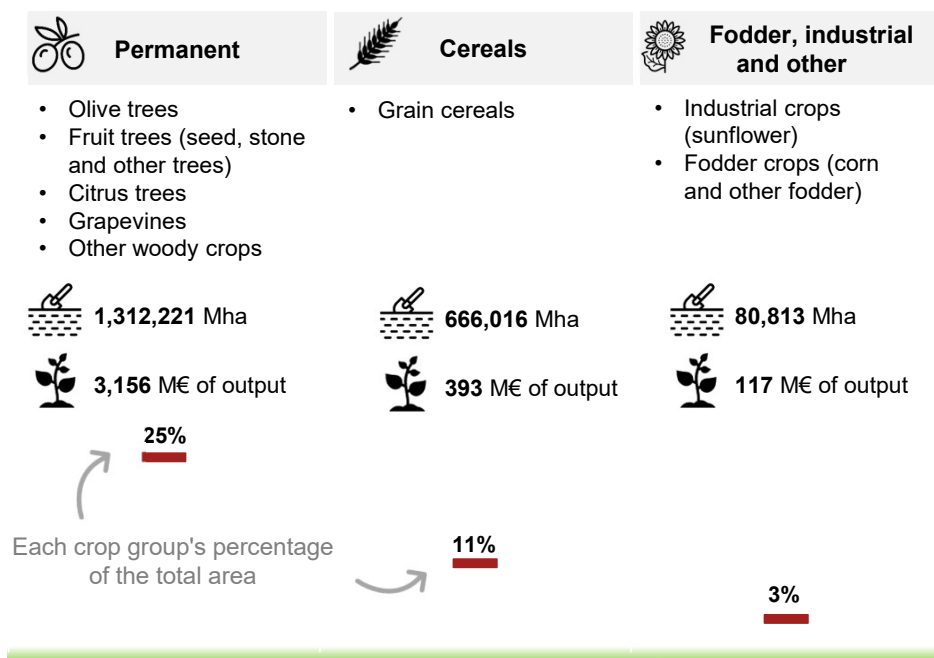 Permanent
• Olive trees
• Fruit trees (seed, stone
and other trees)
• Citrus trees
• Grapevines
• Other woody crops
1,312,221 Mha
3,156 M€ of output
25%
Cereals
• Grain cereals
666,016 Mha
393 M€ of output
11%
Fodder, industrial
and other
• Industrial crops
(sunflower)
• Fodder crops (corn
and other fodder)
80,813 Mha
117 M€ of output
3%
Each crop group's percentage
of the total area